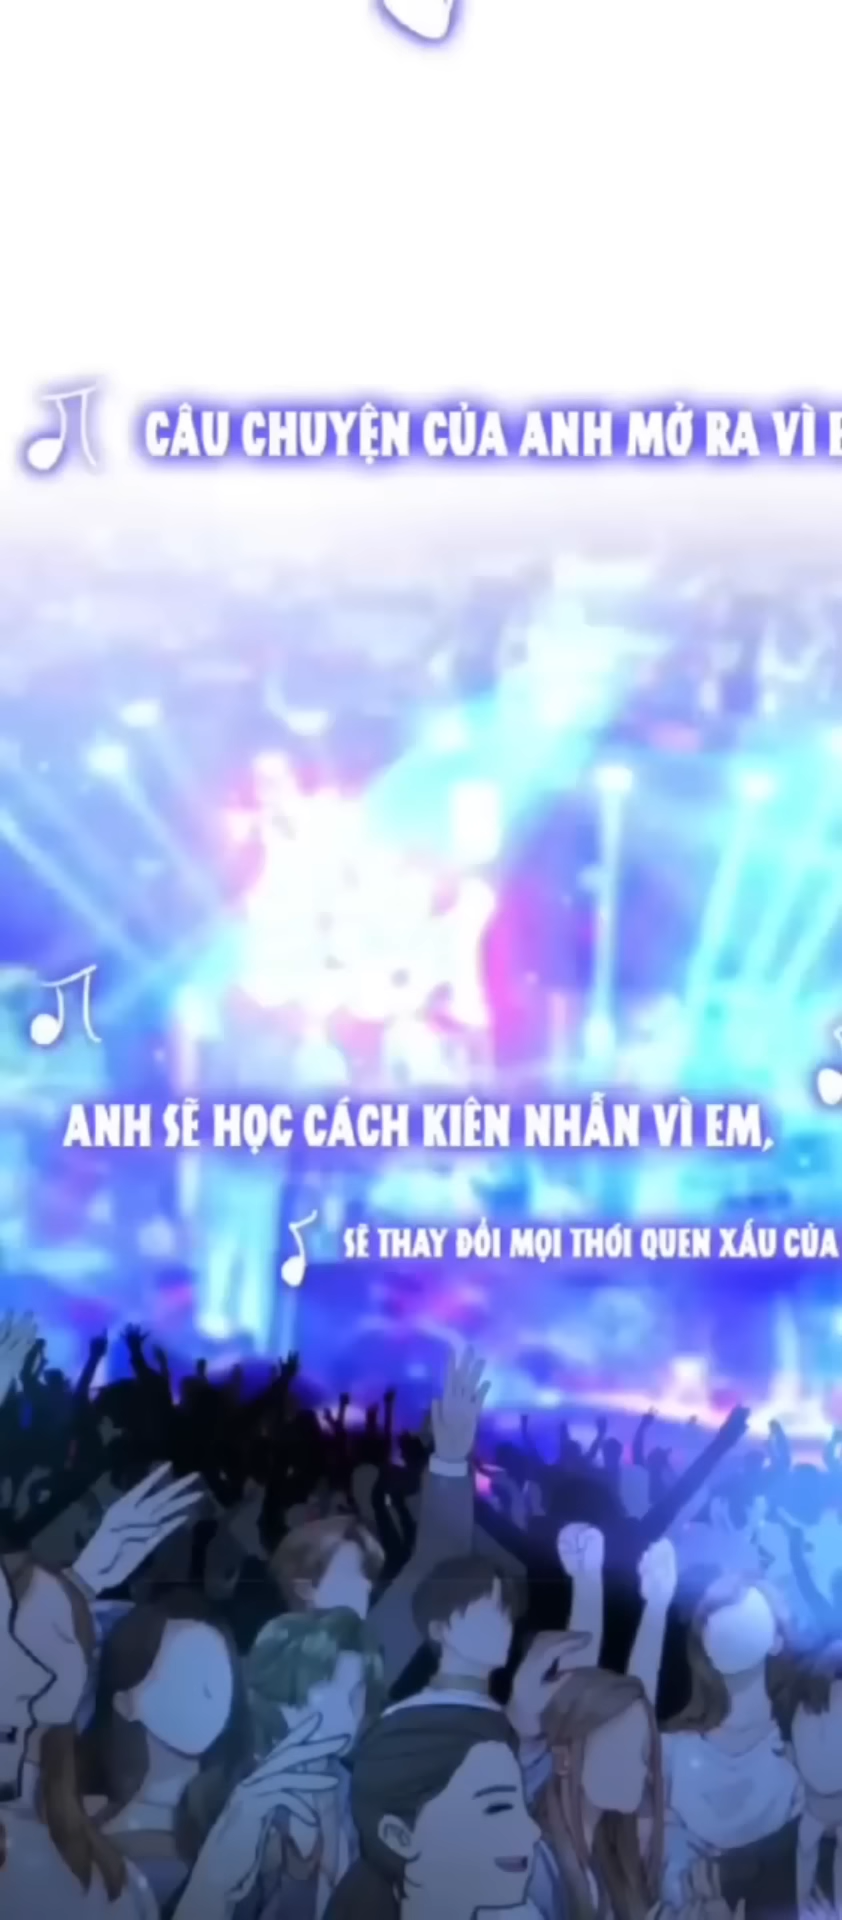 CÂU CHUYỆN CỦA ANH MỞ RA VÌ E
ANH SẼ HỌC CÁCH KIÊN NHẪN VÌ EM,
SẼ THAY ĐỔI MỌI THÓI QUEN XẤU CỦA